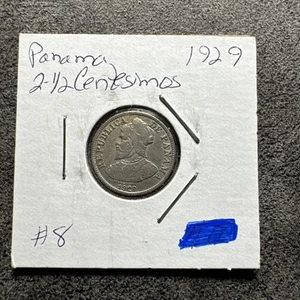 Panama, 1929
2-1/2 Centesimos
REPUBLICA DE PANAMA
#8